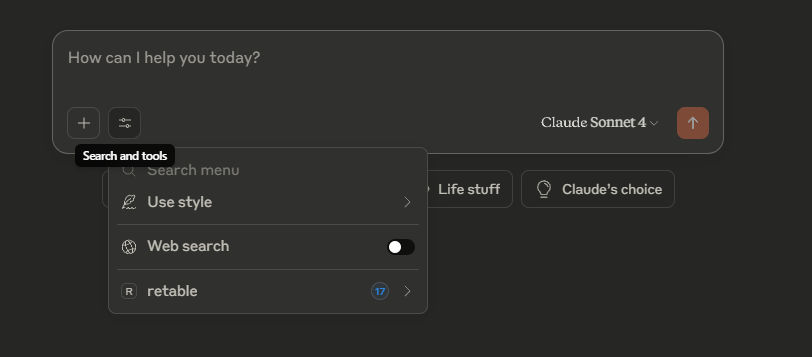 How can I help you today?
Claude Sonnet 4
Search and tools
Search menu
Use style
Life stuff
Claude's choice
Web search
R retable 17